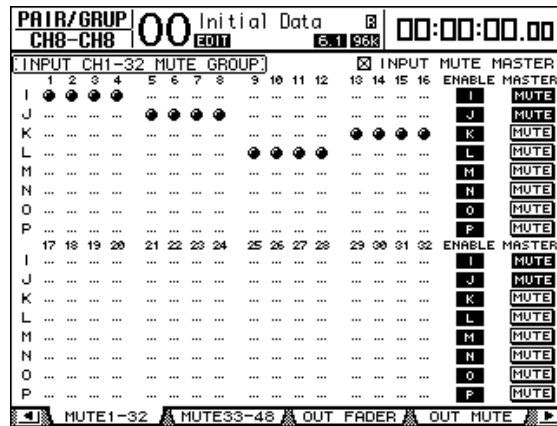 PAIR/GRUP 00 Initial Data R 00:00:00.00
CH8-CH8 EDIT 6.1 96k
INPUT CH1-32 MUTE GROUP INPUT MUTE MASTER
1 2 3 4 5 6 7 8 9 10 11 12 13 14 15 16 ENABLE MASTER
I I MUTE
J J MUTE
K K MUTE
L L MUTE
M M MUTE
N N MUTE
O O MUTE
P P MUTE
17 18 19 20 21 22 23 24 25 26 27 28 29 30 31 32 ENABLE MASTER
I I MUTE
J J MUTE
K K MUTE
L L MUTE
M M MUTE
N N MUTE
O O MUTE
P P MUTE
MUTE1-32 MUTE33-48 OUT FADER OUT MUTE